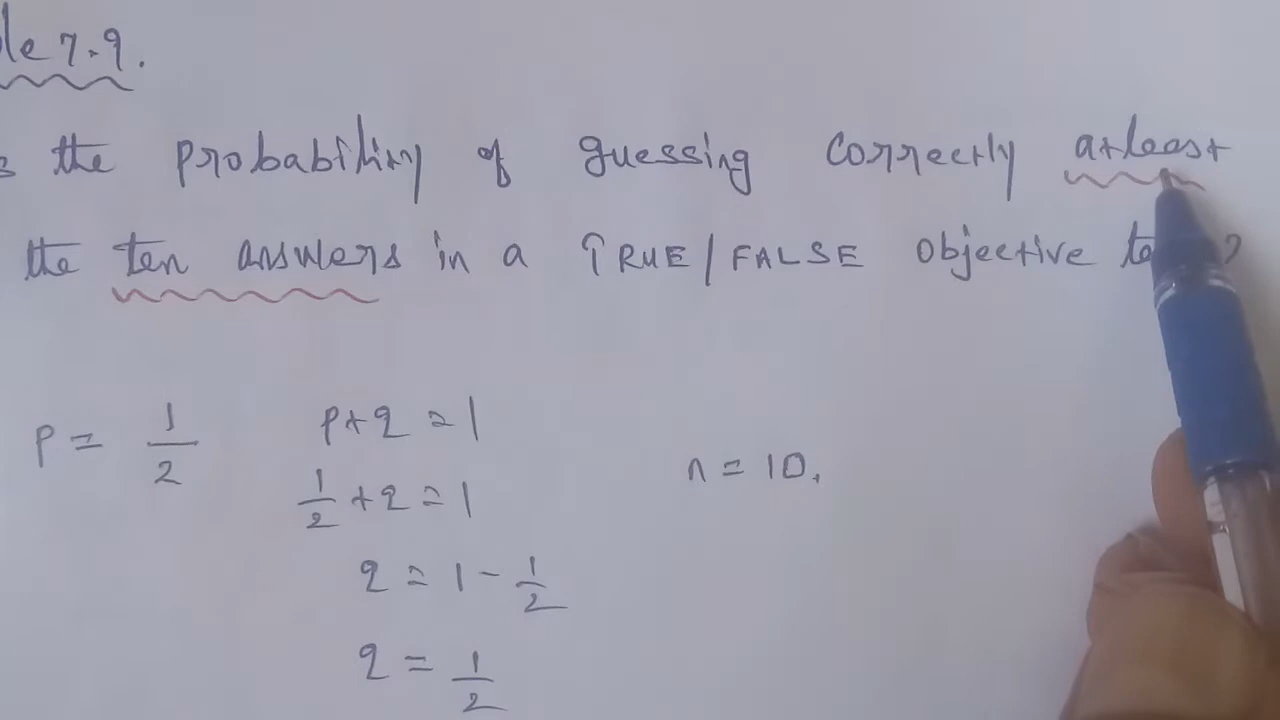 le 7.9.
s the probability of guessing correctly atleast
the ten answers in a TRUE/FALSE objective ?
P = 1/2
p+q = 1
1/2 + q = 1
q = 1 - 1/2
q = 1/2
n = 10.